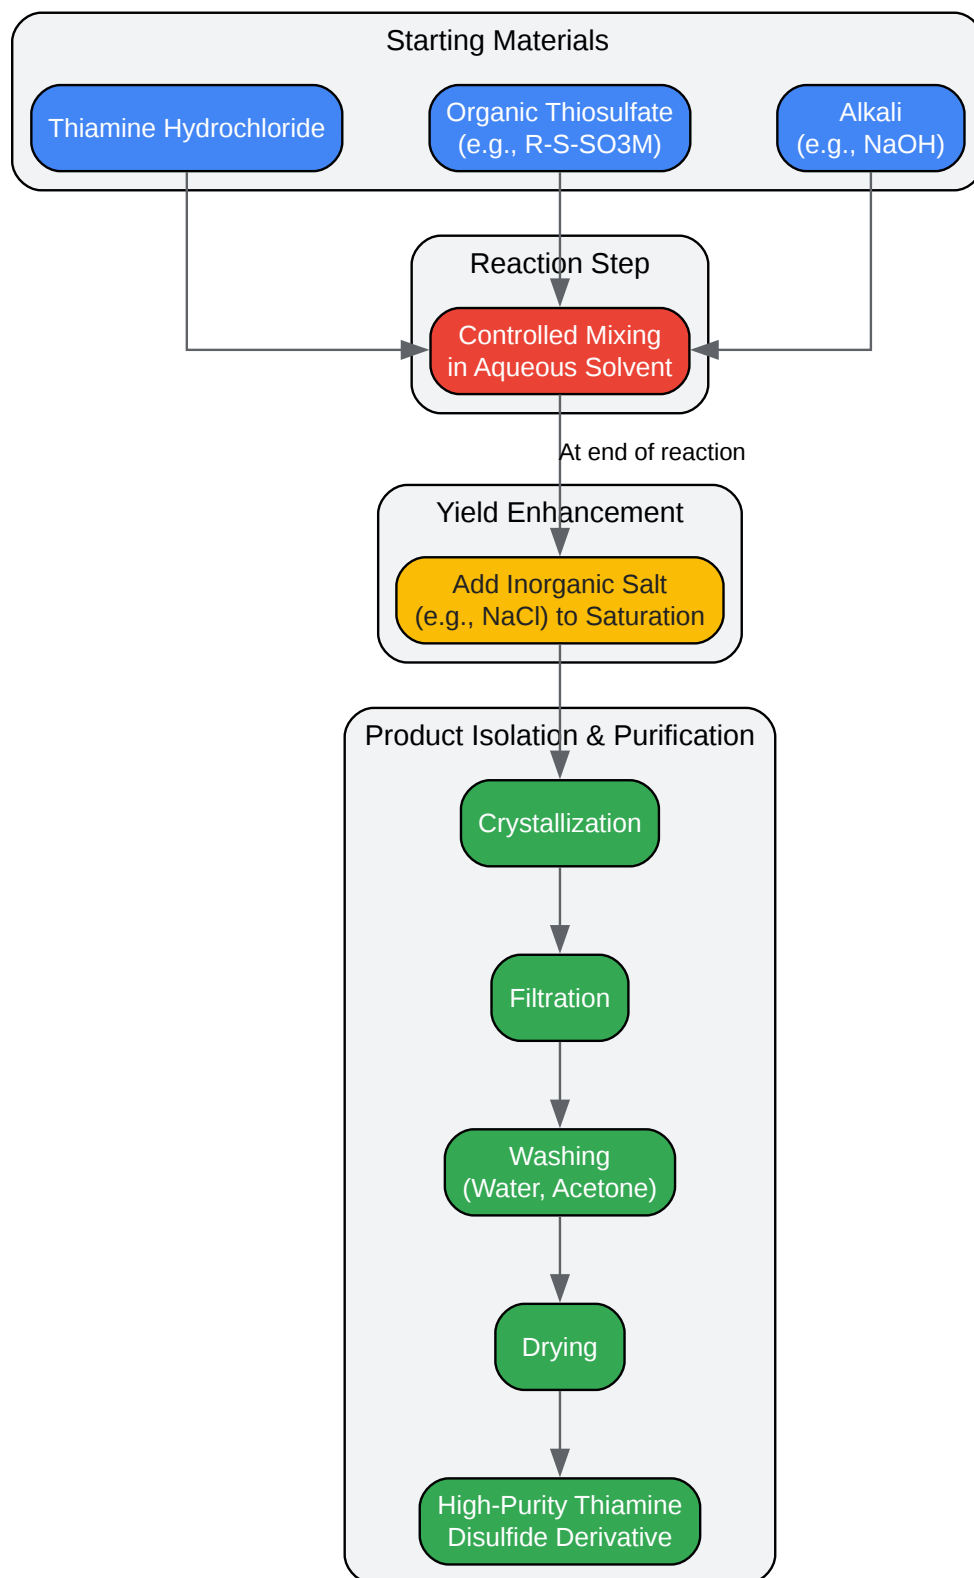 Starting Materials
Thiamine Hydrochloride
Organic Thiosulfate
(e.g., R-S-SO3M)
Alkali
(e.g., NaOH)
Reaction Step
Controlled Mixing
in Aqueous Solvent
At end of reaction
Yield Enhancement
Add Inorganic Salt
(e.g., NaCl) to Saturation
Product Isolation & Purification
Crystallization
Filtration
Washing
(Water, Acetone)
Drying
High-Purity Thiamine
Disulfide Derivative